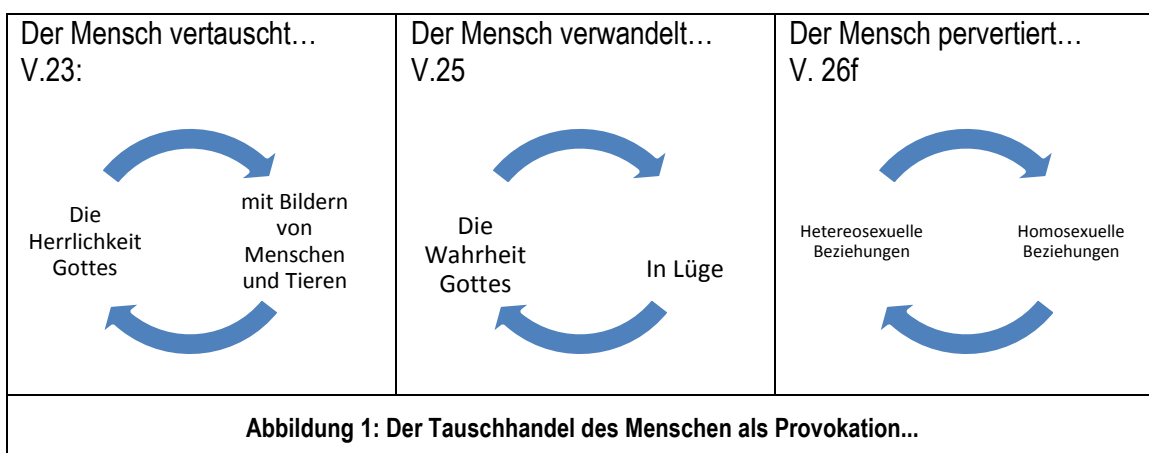 Der Mensch vertauscht…
V.23:
Die
Herrlichkeit
Gottes
mit Bildern
von
Menschen
und Tieren
Der Mensch verwandelt…
V.25
Die
Wahrheit
Gottes
In Lüge
Der Mensch pervertiert…
V. 26f
Hetereosexuelle
Beziehungen
Homosexuelle
Beziehungen
Abbildung 1: Der Tauschhandel des Menschen als Provokation...